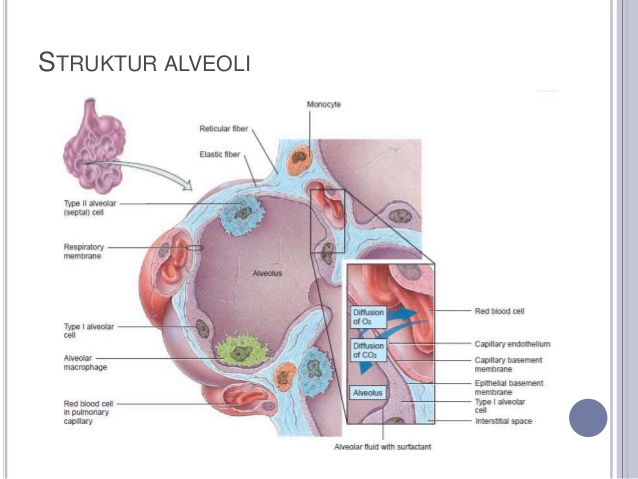 STRUKTUR ALVEOLI
Monocyte
Reticular fiber
Elastic fiber
Type II alveolar
(septal) cell
Respiratory
membrane
Alveolus
Type I alveolar
cell
Alveolar
macrophage
Red blood cell
in pulmonary
capillary
Diffusion
of O2
Diffusion
of CO2
Alveolus
Red blood cell
Capillary endothelium
Capillary basement
membrane
Epithelial basement
membrane
Type I alveolar
cell
Interstitial space
Alveolar fluid with surfactant